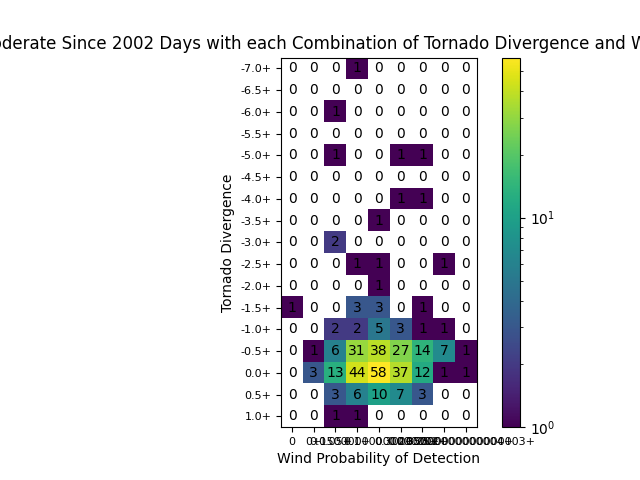 Moderate Since 2002 Days with each Combination of Tornado Divergence and W
-7.0+ 0 0 0 1 0 0 0 0 0
-6.5+ 0 0 0 0 0 0 0 0 0
-6.0+ 0 0 1 0 0 0 0 0 0
-5.5+ 0 0 0 0 0 0 0 0 0
-5.0+ 0 0 1 0 0 1 1 0 0
-4.5+ 0 0 0 0 0 0 0 0 0
-4.0+ 0 0 0 0 0 1 1 0 0
-3.5+ 0 0 0 0 1 0 0 0 0
-3.0+ 0 0 2 0 0 0 0 0 0
-2.5+ 0 0 0 1 1 0 0 1 0
-2.0+ 0 0 0 0 1 0 0 0 0
-1.5+ 1 0 0 3 3 0 1 0 0
-1.0+ 0 0 2 2 5 3 1 1 0
-0.5+ 0 1 6 31 38 27 14 7 1
0.0+ 0 3 13 44 58 37 12 1 1
0.5+ 0 0 3 6 10 7 3 0 0
1.0+ 0 0 1 1 0 0 0 0 0
0
Wind Probability of Detection
Tornado Divergence
10¹
10⁰